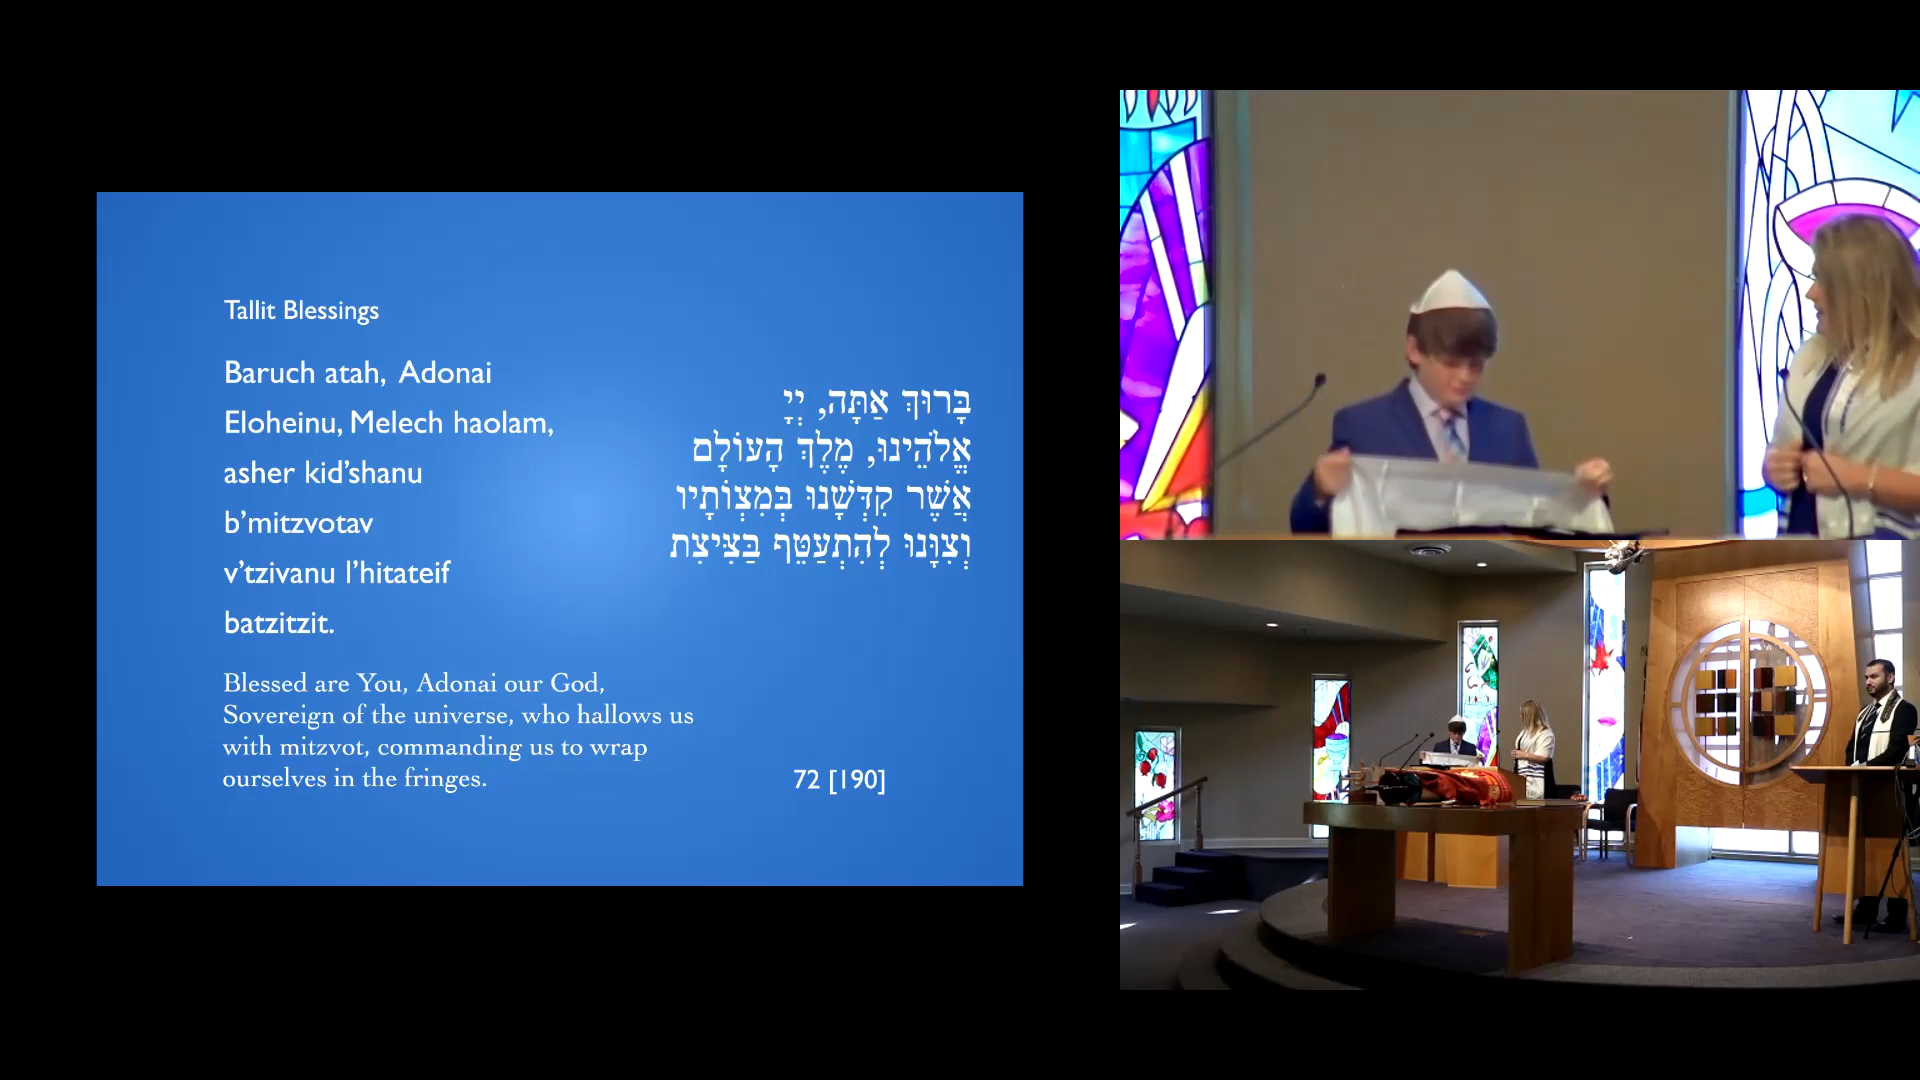 Tallit Blessings
Baruch atah, Adonai
Eloheinu, Melech haolam,
asher kid’shanu
b’mitzvotav
v’tzivanu l’hitateif
batzitzit.
בָּרוּךְ אַתָּה, יְיָ
אֱלֹהֵינוּ, מֶלֶךְ הָעוֹלָם
אֲשֶׁר קִדְּשָׁנוּ בְּמִצְוֹתָיו
וְצִוָּנוּ לְהִתְעַטֵּף בַּצִּיצִת
Blessed are You, Adonai our God,
Sovereign of the universe, who hallows us
with mitzvot, commanding us to wrap
ourselves in the fringes.
72 [190]